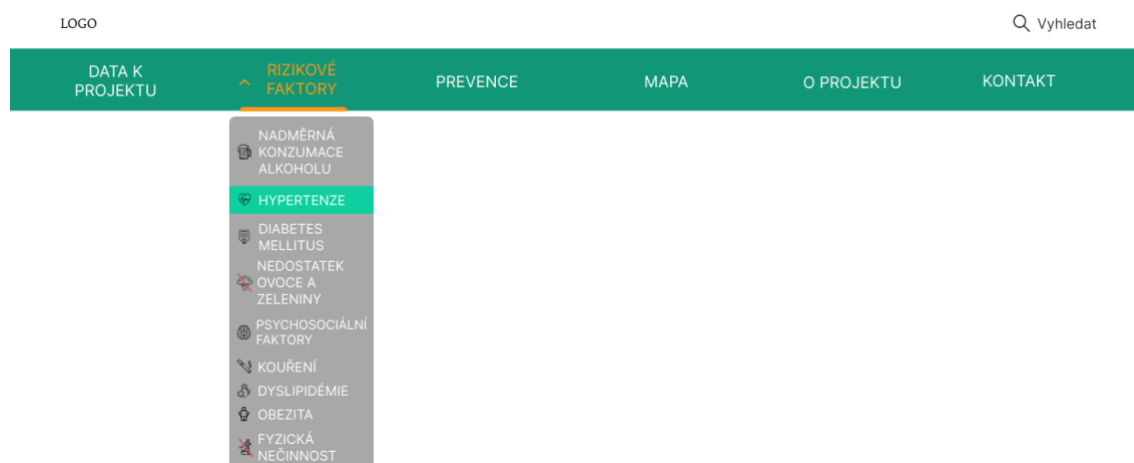 LOGO
Vyhledat
DATA K
PROJEKTU
RIZIKOVÉ
FAKTORY
PREVENCE
MAPA
O PROJEKTU
KONTAKT
NADMĚRNÁ
KONZUMACE
ALKOHOLU
HYPERTENZE
DIABETES
MELLITUS
NEDOSTATEK
OVOCE A
ZELENINY
PSYCHOSOCIÁLNÍ
FAKTORY
KOUŘENÍ
DYSLIPIDÉMIE
OBEZITA
FYZICKÁ
NEČINNOST